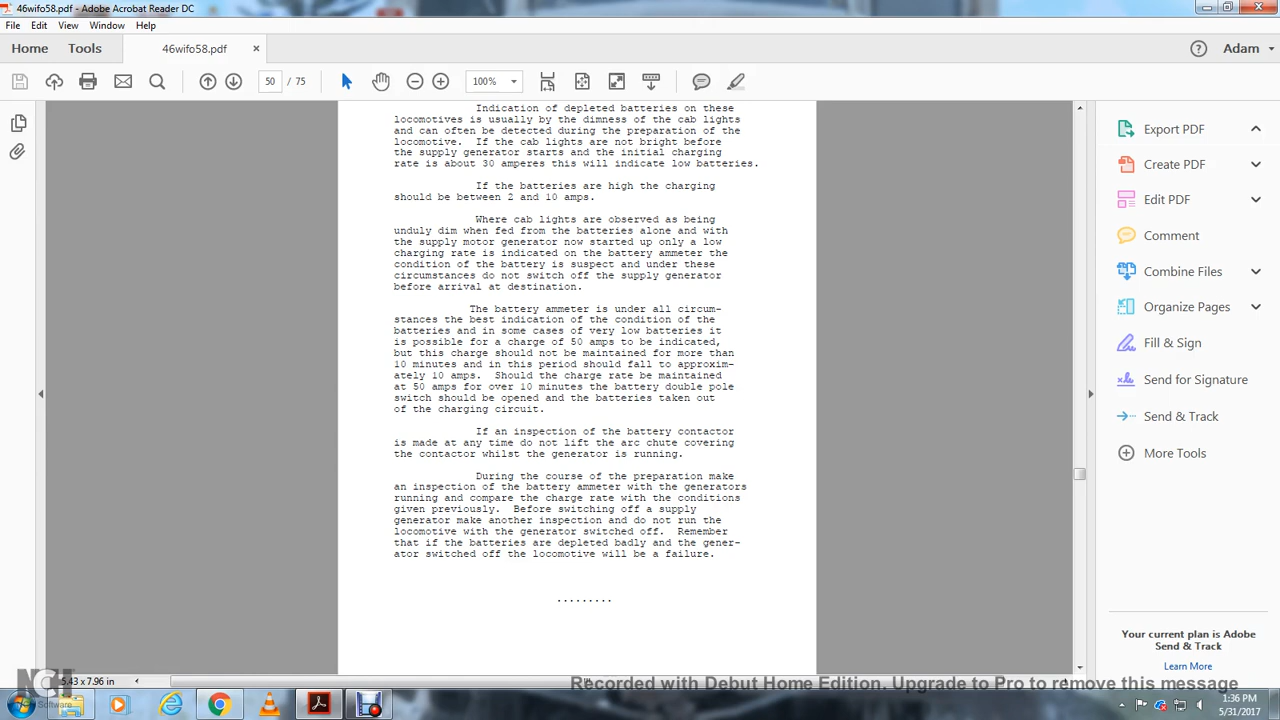 46wifo58.pdf - Adobe Acrobat Reader DC
File Edit View Window Help
Home Tools 46wifo58.pdf × Adam
50 / 75 100%
Indication of depleted batteries on these
locomotives is usually by the dimness of the cab lights
and can often be detected during the preparation of the
locomotive. If the cab lights are not bright before
the supply generator starts and the initial charging
rate is about 30 amperes this will indicate low batteries.
If the batteries are high the charging
should be between 2 and 10 amps.
Where cab lights are observed as being
unduly dim when fed from the batteries alone and with
the supply motor generator now started up only a low
charging rate is indicated on the battery ammeter the
condition of the battery is suspect and under these
circumstances do not switch off the supply generator
before arrival at destination.
The battery ammeter is under all circum-
stances the best indication of the condition of the
batteries and in some cases of very low batteries it
is possible for a charge of 50 amps to be indicated,
but this charge should not be maintained for more than
10 minutes and in this period should fall to approxim-
ately 10 amps. Should the charge rate be maintained
at 50 amps for over 10 minutes the battery double pole
switch should be opened and the batteries taken out
of the charging circuit.
If an inspection of the battery contactor
is made at any time do not lift the arc chute covering
the contactor whilst the generator is running.
During the course of the preparation make
an inspection of the battery ammeter with the generators
running and compare the charge rate with the conditions
given previously. Before switching off a supply
generator make another inspection and do not run the
locomotive with the generator switched off. Remember
that if the batteries are depleted badly and the gener-
ator switched off the locomotive will be a failure.
.........
Export PDF
Create PDF
Edit PDF
Comment
Combine Files
Organize Pages
Fill & Sign
Send for Signature
Send & Track
More Tools
Your current plan is Adobe
Send & Track
Learn More
5.43 x 7.96 in
NCH
Software
Recorded with Debut Home Edition. Upgrade to Pro to remove this message
1:36 PM
5/31/2017